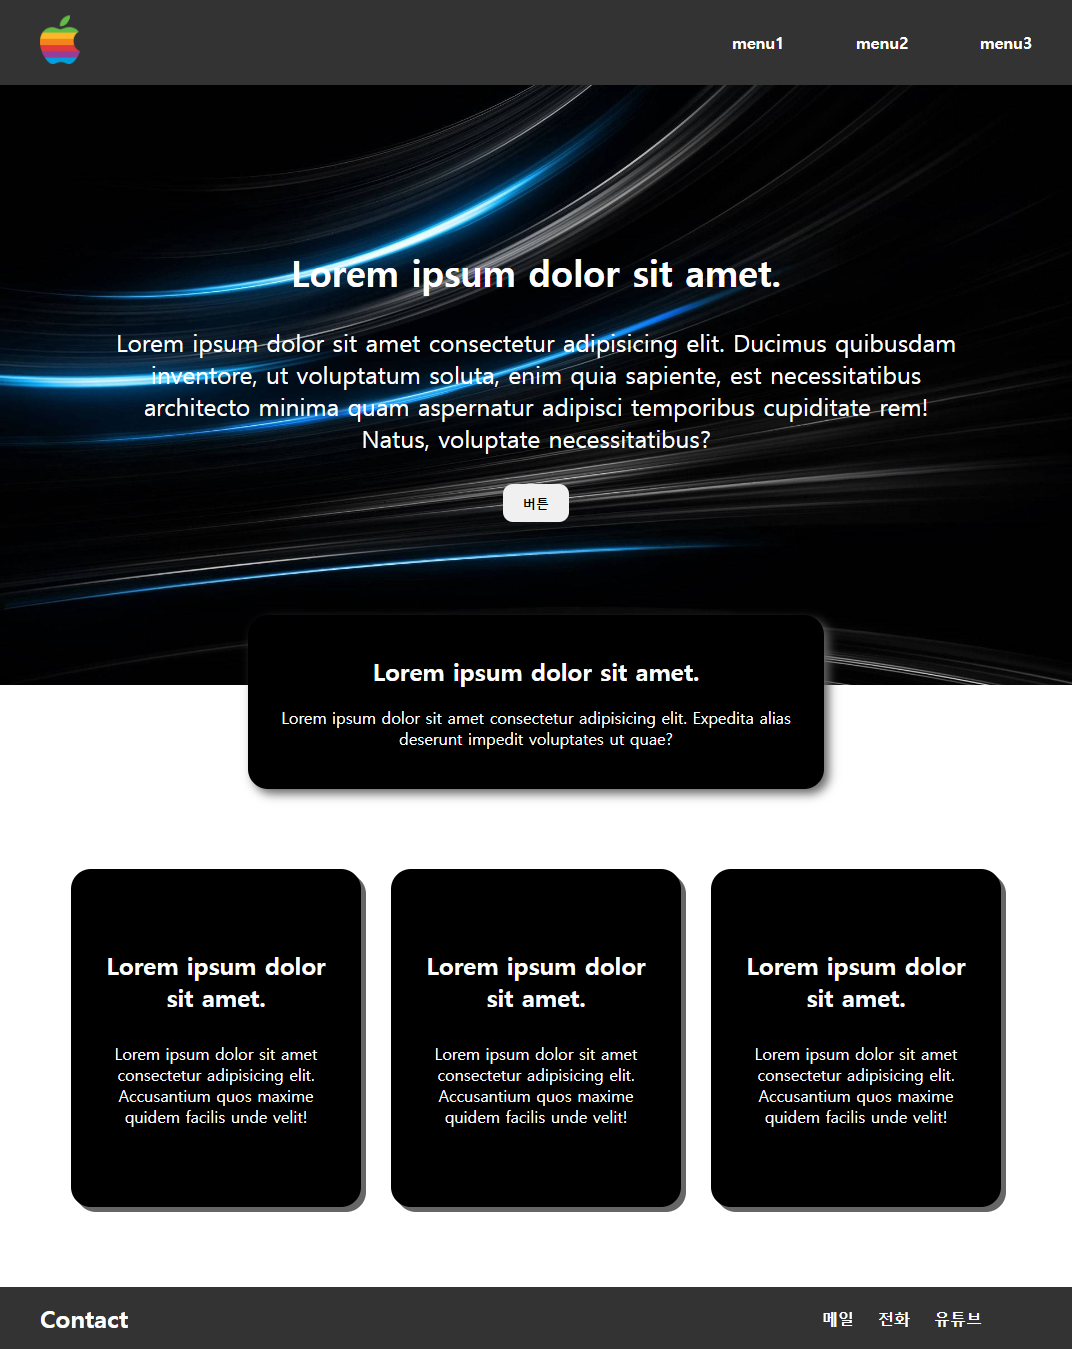 menu1 menu2 menu3
Lorem ipsum dolor sit amet.
Lorem ipsum dolor sit amet consectetur adipisicing elit. Ducimus quibusdam
inventore, ut voluptatum soluta, enim quia sapiente, est necessitatibus
architecto minima quam aspernatur adipisci temporibus cupiditate rem!
Natus, voluptate necessitatibus?
버튼
Lorem ipsum dolor sit amet.
Lorem ipsum dolor sit amet consectetur adipisicing elit. Expedita alias
deserunt impedit voluptates ut quae?
Lorem ipsum dolor
sit amet.
Lorem ipsum dolor sit amet
consectetur adipisicing elit.
Accusantium quos maxime
quidem facilis unde velit!
Lorem ipsum dolor
sit amet.
Lorem ipsum dolor sit amet
consectetur adipisicing elit.
Accusantium quos maxime
quidem facilis unde velit!
Lorem ipsum dolor
sit amet.
Lorem ipsum dolor sit amet
consectetur adipisicing elit.
Accusantium quos maxime
quidem facilis unde velit!
Contact 메일 전화 유튜브